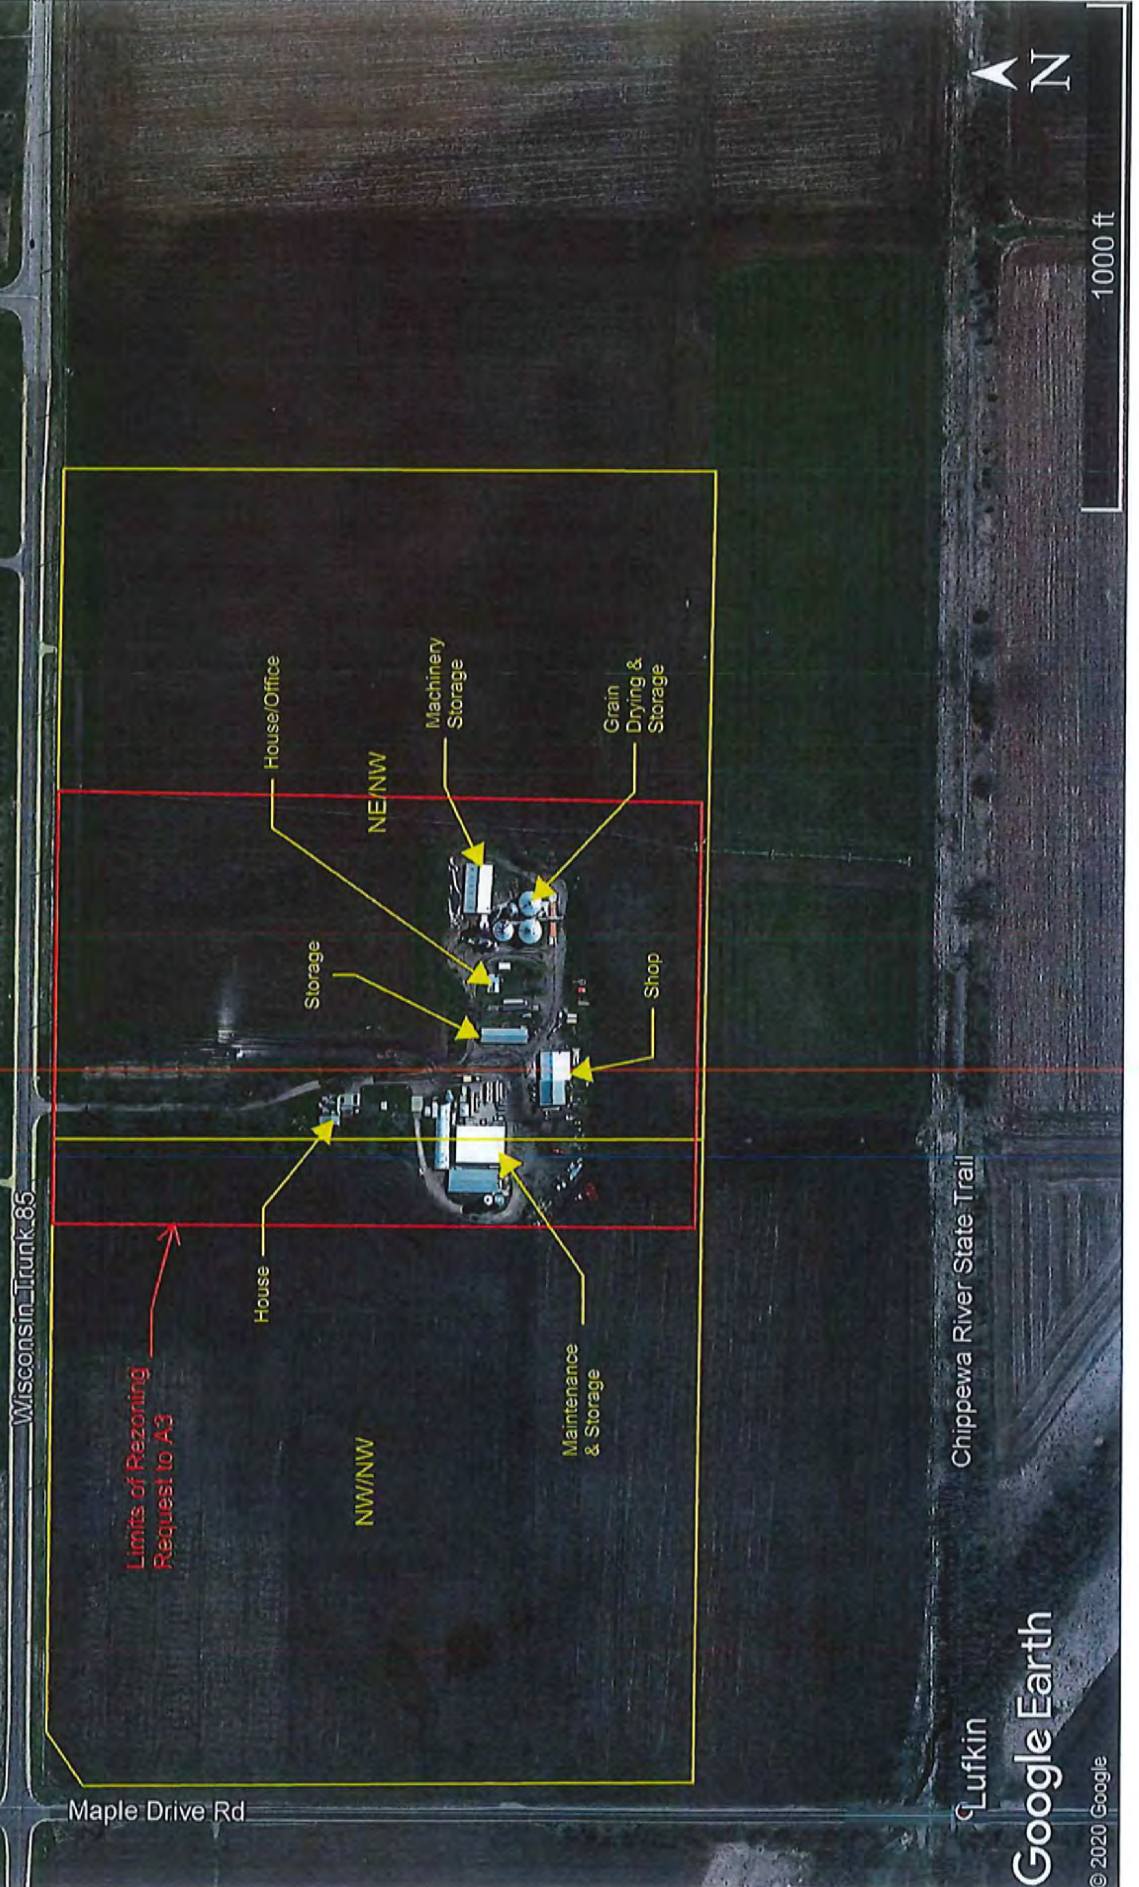 Wisconsin Trunk 85
Limits of Rezoning
Request to A3
House
Storage
House/Office
NW/NW
NE/NW
Machinery
Storage
Maintenance
& Storage
Shop
Grain
Drying &
Storage
Maple Drive Rd
Chippewa River State Trail
Lufkin
Google Earth
© 2020 Google
1000 ft
N